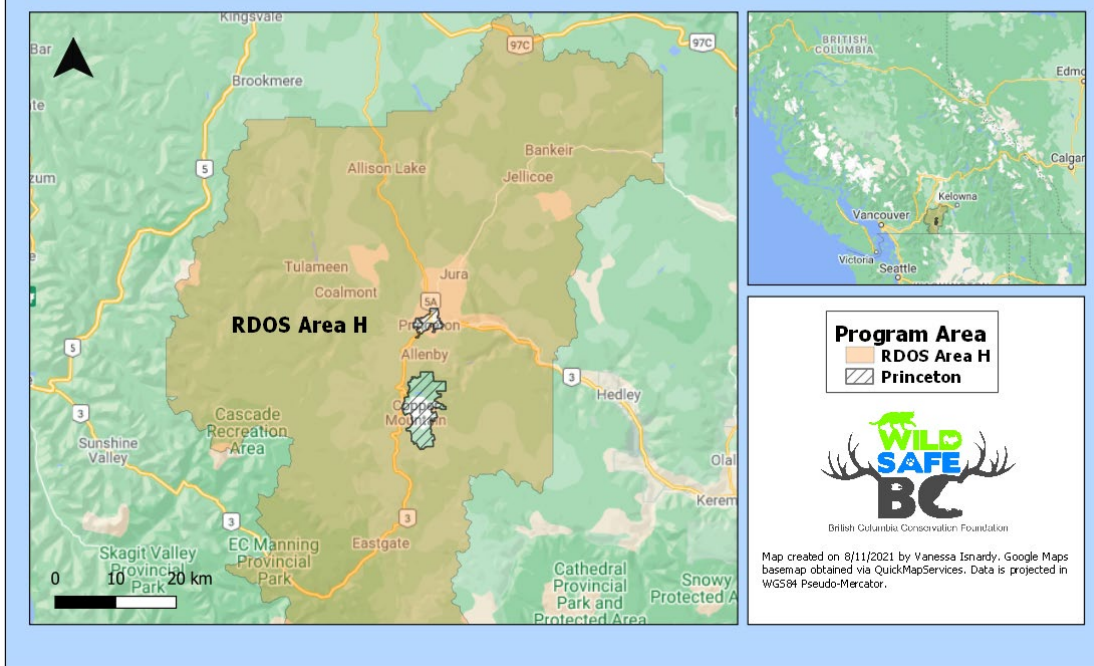 Kingsvale
97C
97C
Bar
Brookmere
5
zum
Allison Lake
Bankeir
Jellicoe
Tulameen
Jura
Coalmont
5A
RDOS Area H
Allenby
5
3
Hedley
Copper
Mountain
3
Cascade
Recreation
Area
Sunshine
Valley
Olal
Kerem
3
3
Eastgate
EC Manning
Provincial
Park
Skagit Valley
Provincial
Park
Cathedral
Provincial
Park and
Protected Area
Snowy
Protected A
0 10 20 km
BRITISH
COLUMBIA
Edmo
Calgar
Kelowna
Vancouver
Victoria
Seattle
Program Area
RDOS Area H
Princeton
WILD
SAFE
BC
British Columbia Conservation Foundation
Map created on 8/11/2021 by Vanessa Isnardy. Google Maps
basemap obtained via QuickMapServices. Data is projected in
WGS84 Pseudo-Mercator.